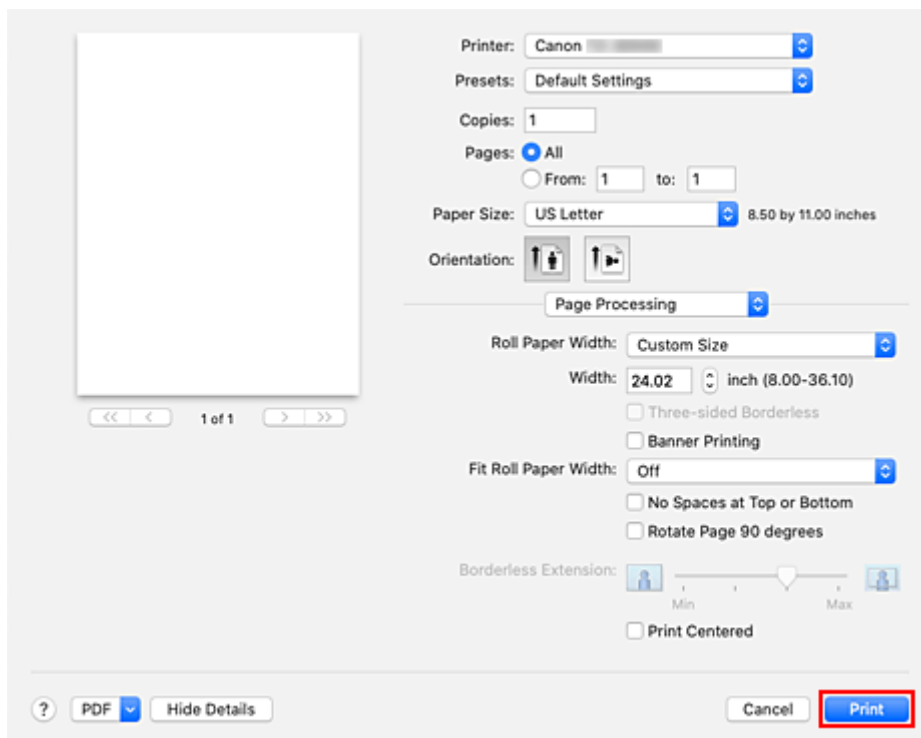 Printer: Canon
Presets: Default Settings
Copies: 1
Pages: All
From: 1 to: 1
Paper Size: US Letter 8.50 by 11.00 inches
Orientation:
Page Processing
Roll Paper Width: Custom Size
Width: 24.02 inch (8.00-36.10)
Three-sided Borderless
Banner Printing
Fit Roll Paper Width: Off
No Spaces at Top or Bottom
Rotate Page 90 degrees
Borderless Extension:
Min Max
Print Centered
<< < 1 of 1 > >>
? PDF Hide Details Cancel Print